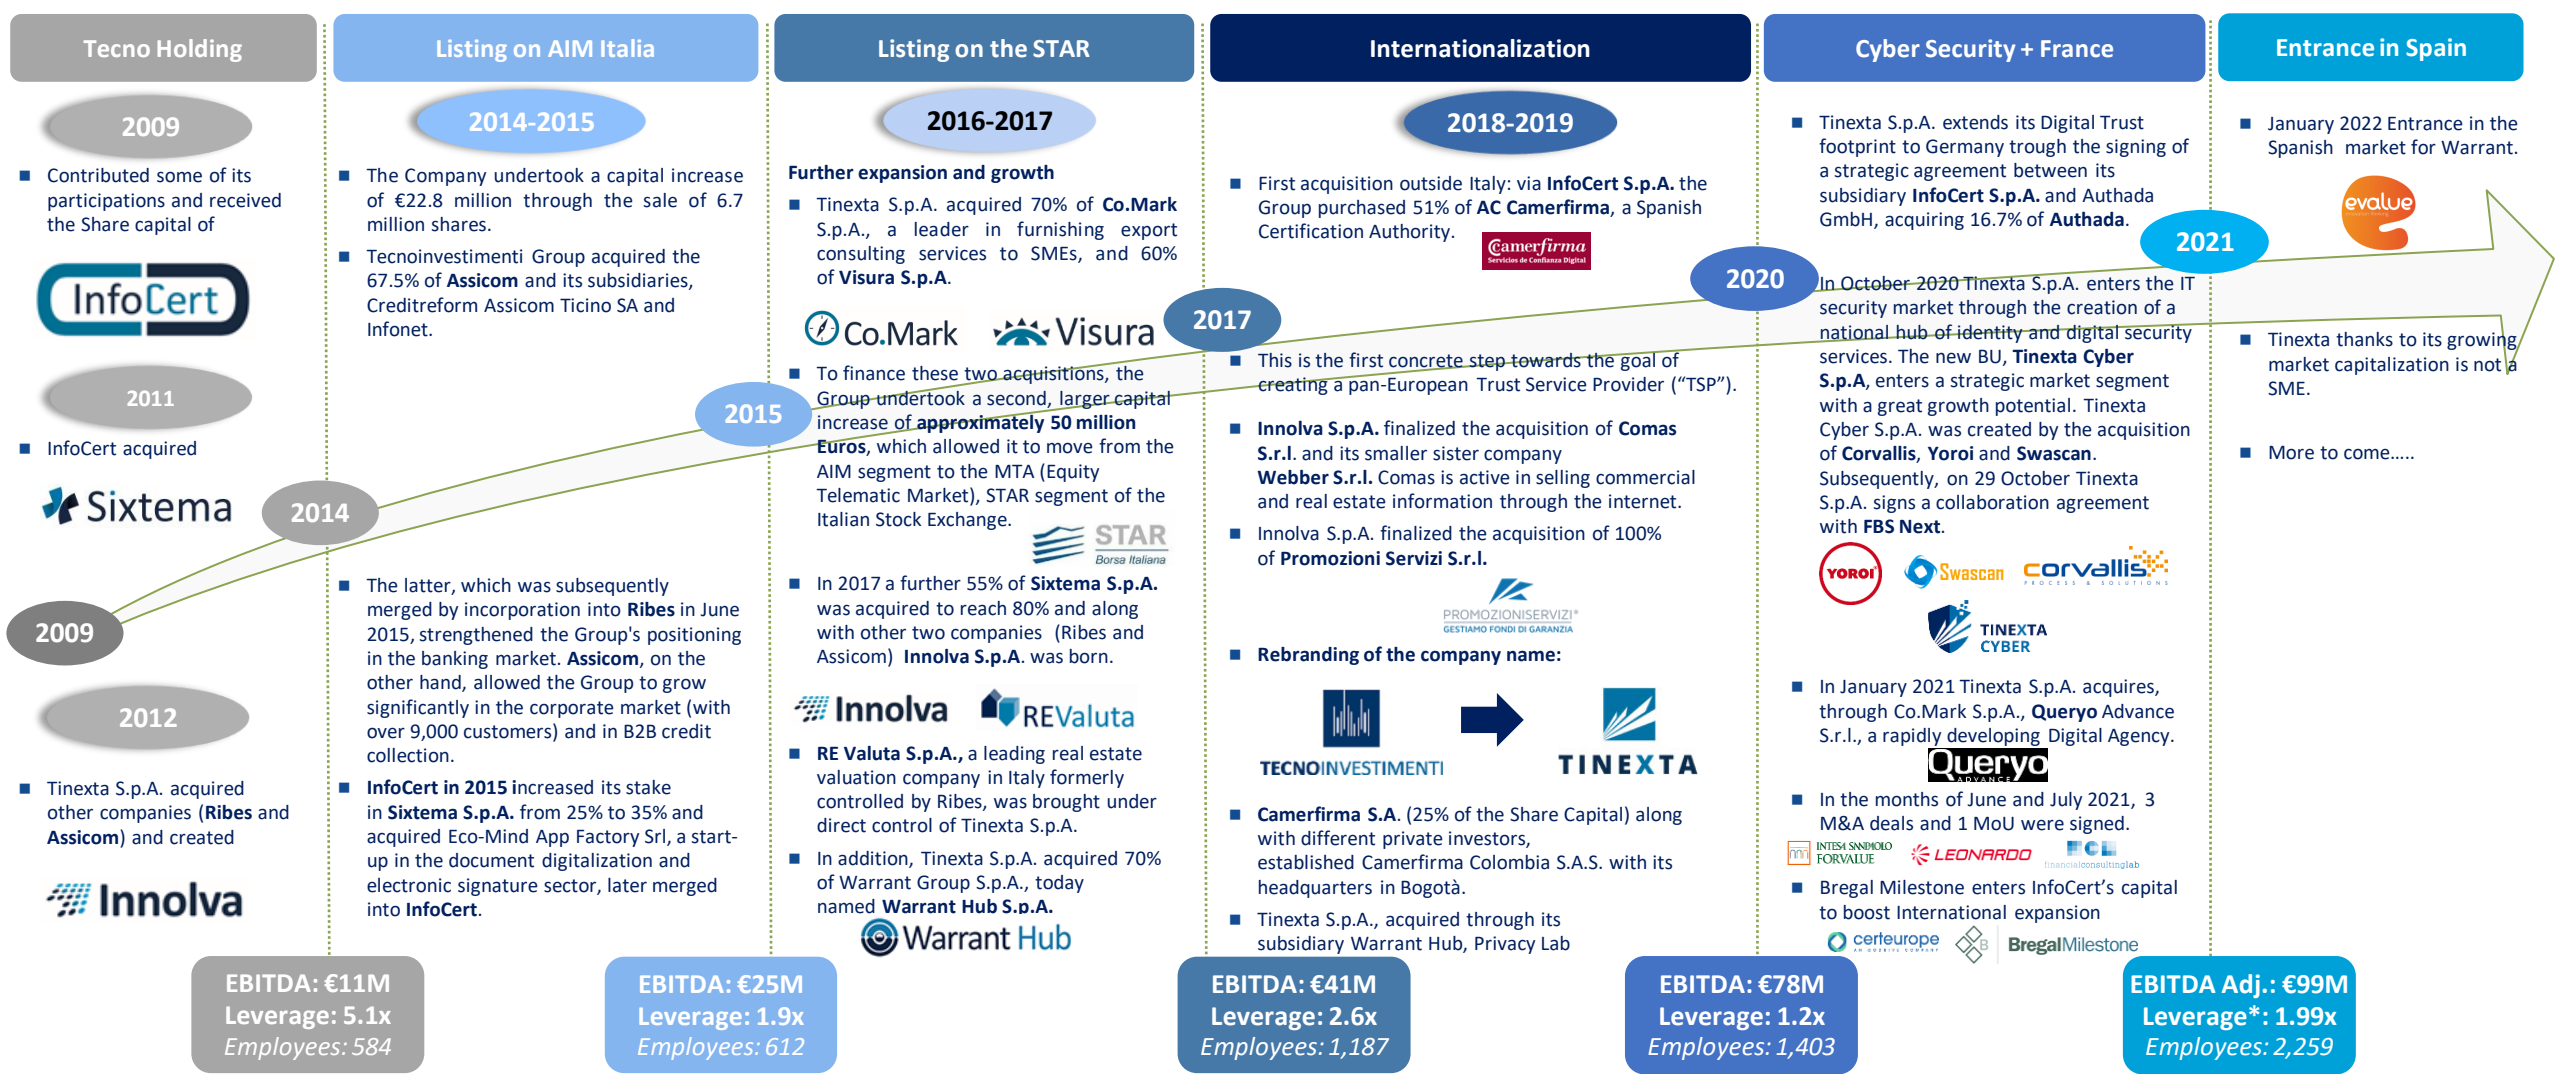 Tecno Holding
2009
Contributed some of its
participations and received
the Share capital of
InfoCert
2011
InfoCert acquired
Sixtema
2009
2012
Tinexta S.p.A. acquired
other companies (Ribes and
Assicom) and created
Innolva
Listing on AIM Italia
2014-2015
The Company undertook a capital increase
of €22.8 million through the sale of 6.7
million shares.
Tecnoinvestimenti Group acquired the
67.5% of Assicom and its subsidiaries,
Creditreform Assicom Ticino SA and
Infonet.
2014
The latter, which was subsequently
merged by incorporation into Ribes in June
2015, strengthened the Group's positioning
in the banking market. Assicom, on the
other hand, allowed the Group to grow
significantly in the corporate market (with
over 9,000 customers) and in B2B credit
collection.
InfoCert in 2015 increased its stake
in Sixtema S.p.A. from 25% to 35% and
acquired Eco-Mind App Factory Srl, a start-
up in the document digitalization and
electronic signature sector, later merged
into InfoCert.
Listing on the STAR
2016-2017
Further expansion and growth
Tinexta S.p.A. acquired 70% of Co.Mark
S.p.A., a leader in furnishing export
consulting services to SMEs, and 60%
of Visura S.p.A.
Co.Mark
Visura
2015
To finance these two acquisitions, the
Group undertook a second, larger capital
increase of approximately 50 million
Euros, which allowed it to move from the
AIM segment to the MTA (Equity
Telematic Market), STAR segment of the
Italian Stock Exchange.
STAR
Borsa Italiana
In 2017 a further 55% of Sixtema S.p.A.
was acquired to reach 80% and along
with other two companies (Ribes and
Assicom) Innolva S.p.A. was born.
Innolva
REValuta
RE Valuta S.p.A., a leading real estate
valuation company in Italy formerly
controlled by Ribes, was brought under
direct control of Tinexta S.p.A.
In addition, Tinexta S.p.A. acquired 70%
of Warrant Group S.p.A., today
named Warrant Hub S.p.A.
Warrant Hub
Internationalization
2018-2019
First acquisition outside Italy: via InfoCert S.p.A. the
Group purchased 51% of AC Camerfirma, a Spanish
Certification Authority.
Camerfirma
Servicios de Confianza Digital
2017
This is the first concrete step towards the goal of
creating a pan-European Trust Service Provider (“TSP”).
Innolva S.p.A. finalized the acquisition of Comas
S.r.l. and its smaller sister company
Webber S.r.l. Comas is active in selling commercial
and real estate information through the internet.
Innolva S.p.A. finalized the acquisition of 100%
of Promozioni Servizi S.r.l.
PROMOZIONISERVIZI®
GESTIAMO FONDI DI GARANZIA
Rebranding of the company name:
TECNOINVESTIMENTI
TINEXTA
Camerfirma S.A. (25% of the Share Capital) along
with different private investors,
established Camerfirma Colombia S.A.S. with its
headquarters in Bogotà.
Tinexta S.p.A., acquired through its
subsidiary Warrant Hub, Privacy Lab
Cyber Security + France
Tinexta S.p.A. extends its Digital Trust
footprint to Germany trough the signing of
a strategic agreement between its
subsidiary InfoCert S.p.A. and Authada
GmbH, acquiring 16.7% of Authada.
2020
In October 2020 Tinexta S.p.A. enters the IT
security market through the creation of a
national hub of identity and digital security
services. The new BU, Tinexta Cyber
S.p.A, enters a strategic market segment
with a great growth potential. Tinexta
Cyber S.p.A. was created by the acquisition
of Corvallis, Yoroi and Swascan.
Subsequently, on 29 October Tinexta
S.p.A. signs a collaboration agreement
with FBS Next.
YOROI
Swascan
corvallis
PROCESS & SOLUTIONS
TINEXTA
CYBER
In January 2021 Tinexta S.p.A. acquires,
through Co.Mark S.p.A., Queryo Advance
S.r.l., a rapidly developing Digital Agency.
Queryo
ADVANCE
In the months of June and July 2021, 3
M&A deals and 1 MoU were signed.
INTESA SANPAOLO
FORVALUE
LEONARDO
FCL
financialconsultinglab
Bregal Milestone enters InfoCert’s capital
to boost International expansion
certeurope
B
BregalMilestone
Entrance in Spain
January 2022 Entrance in the
Spanish market for Warrant.
evalue
2021
Tinexta thanks to its growing
market capitalization is not a
SME.
More to come.....
EBITDA: €11M
Leverage: 5.1x
Employees: 584
EBITDA: €25M
Leverage: 1.9x
Employees: 612
EBITDA: €41M
Leverage: 2.6x
Employees: 1,187
EBITDA: €78M
Leverage: 1.2x
Employees: 1,403
EBITDA Adj.: €99M
Leverage*: 1.99x
Employees: 2,259